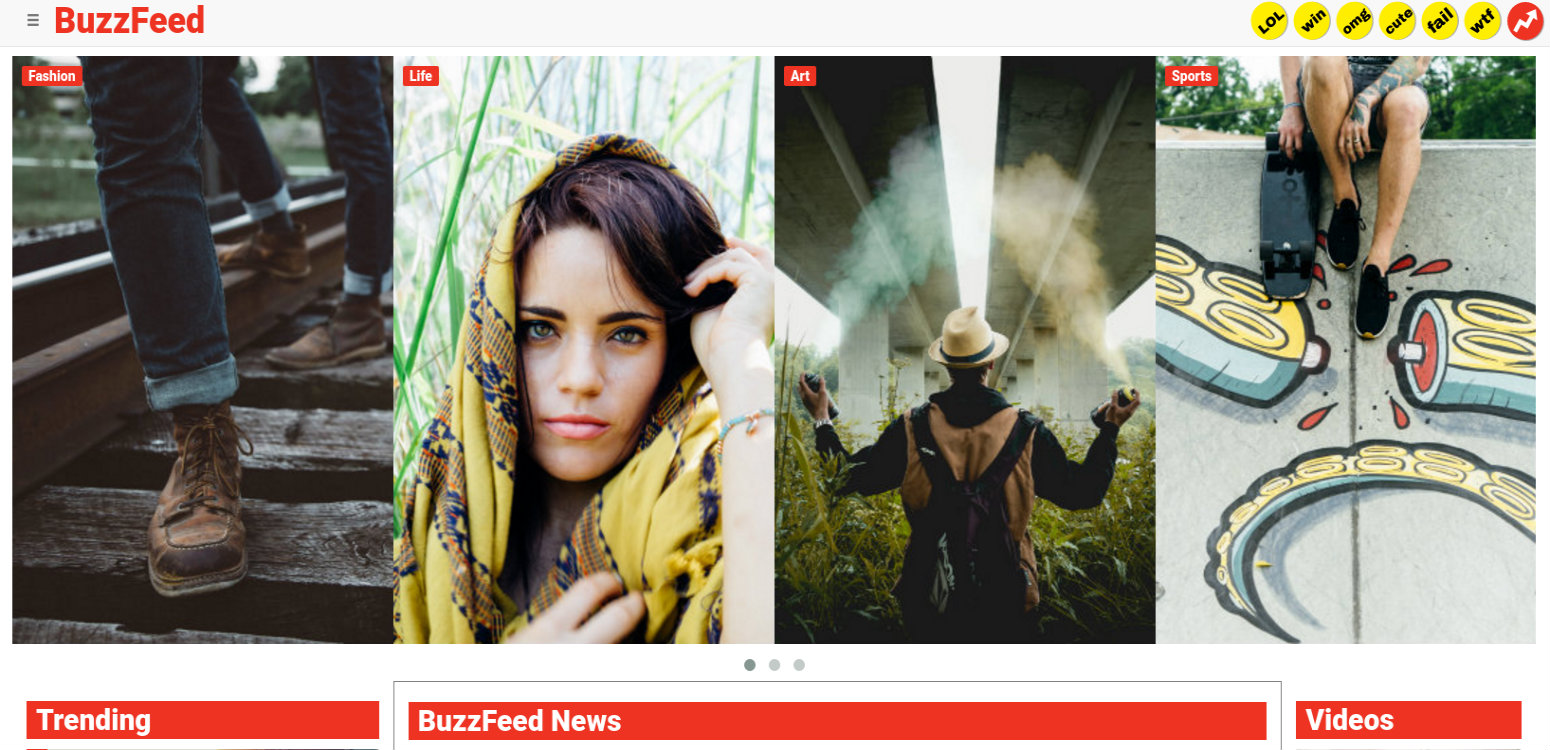 BuzzFeed
LOL
win
omg
cute
fail
wtf
Fashion
Life
Art
Sports
Trending
BuzzFeed News
Videos